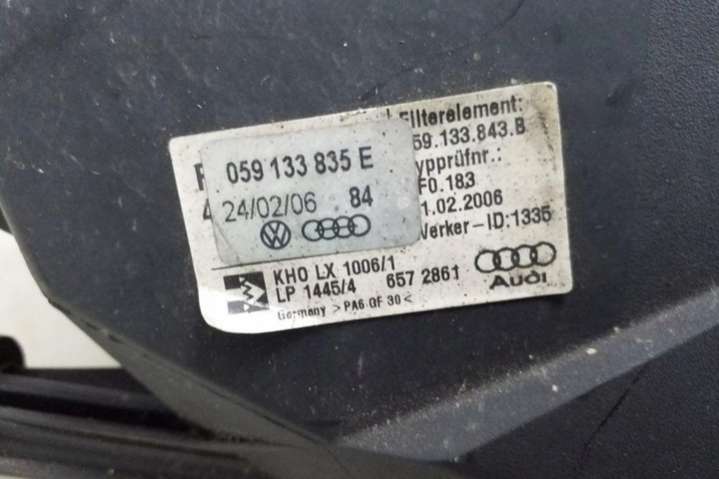 Filterelement:
059 133 835 E
59.133.843.B
ypprüfnr.:
24/02/06 84
F0.183
1.02.2006
Werker-ID:1335
KHO LX 1006/1
LP 1445/4 657 2861
Audi
Germany >PA6 GF 30<